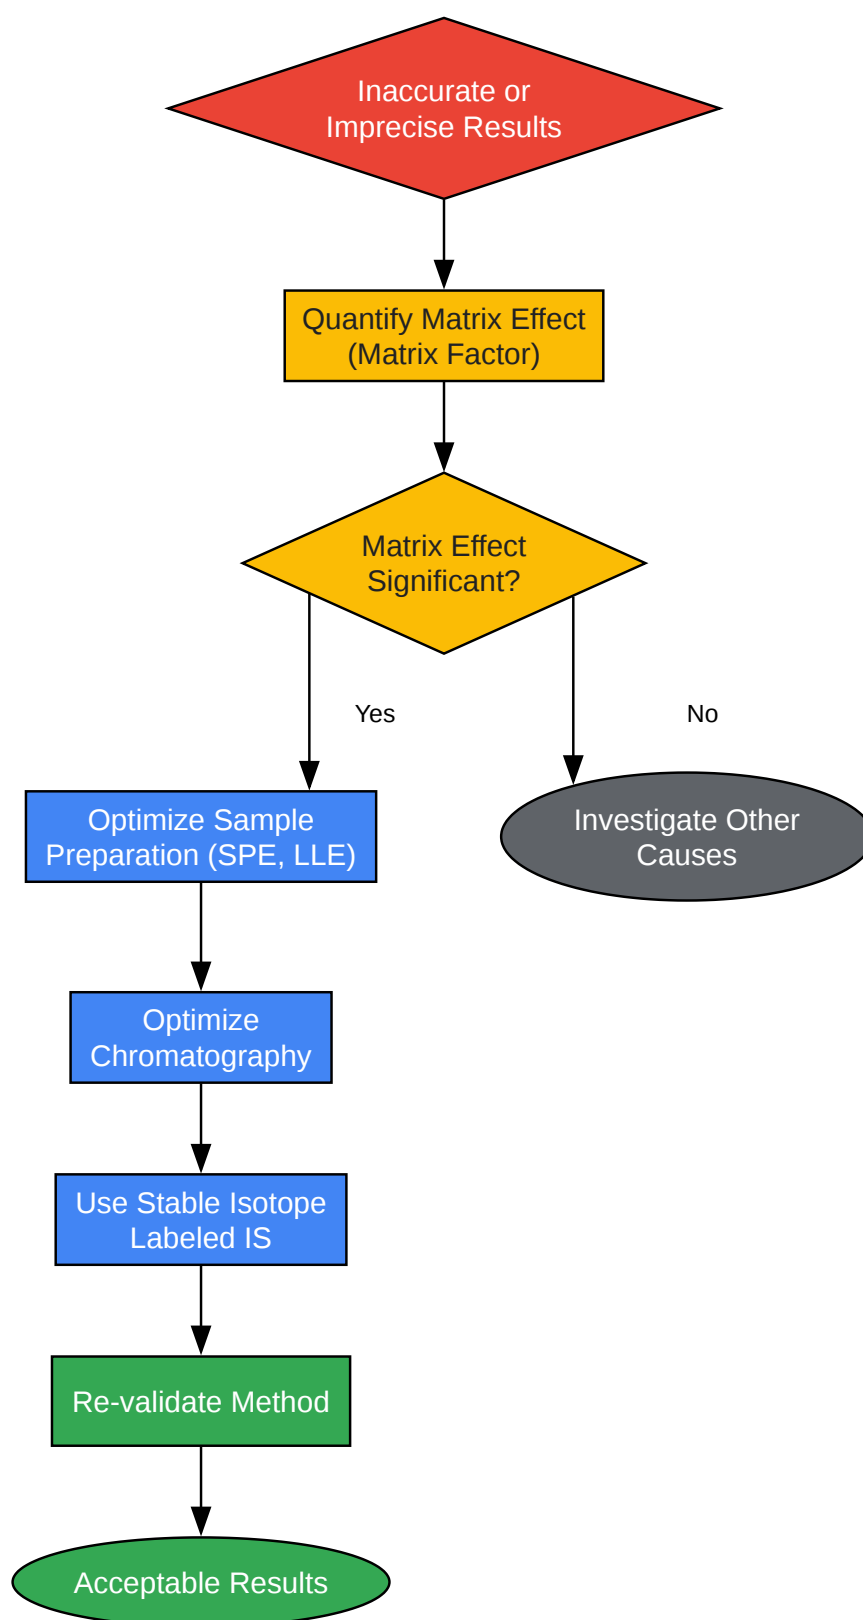 Inaccurate or
Imprecise Results
Quantify Matrix Effect
(Matrix Factor)
Matrix Effect
Significant?
Yes
No
Optimize Sample
Preparation (SPE, LLE)
Investigate Other
Causes
Optimize
Chromatography
Use Stable Isotope
Labeled IS
Re-validate Method
Acceptable Results